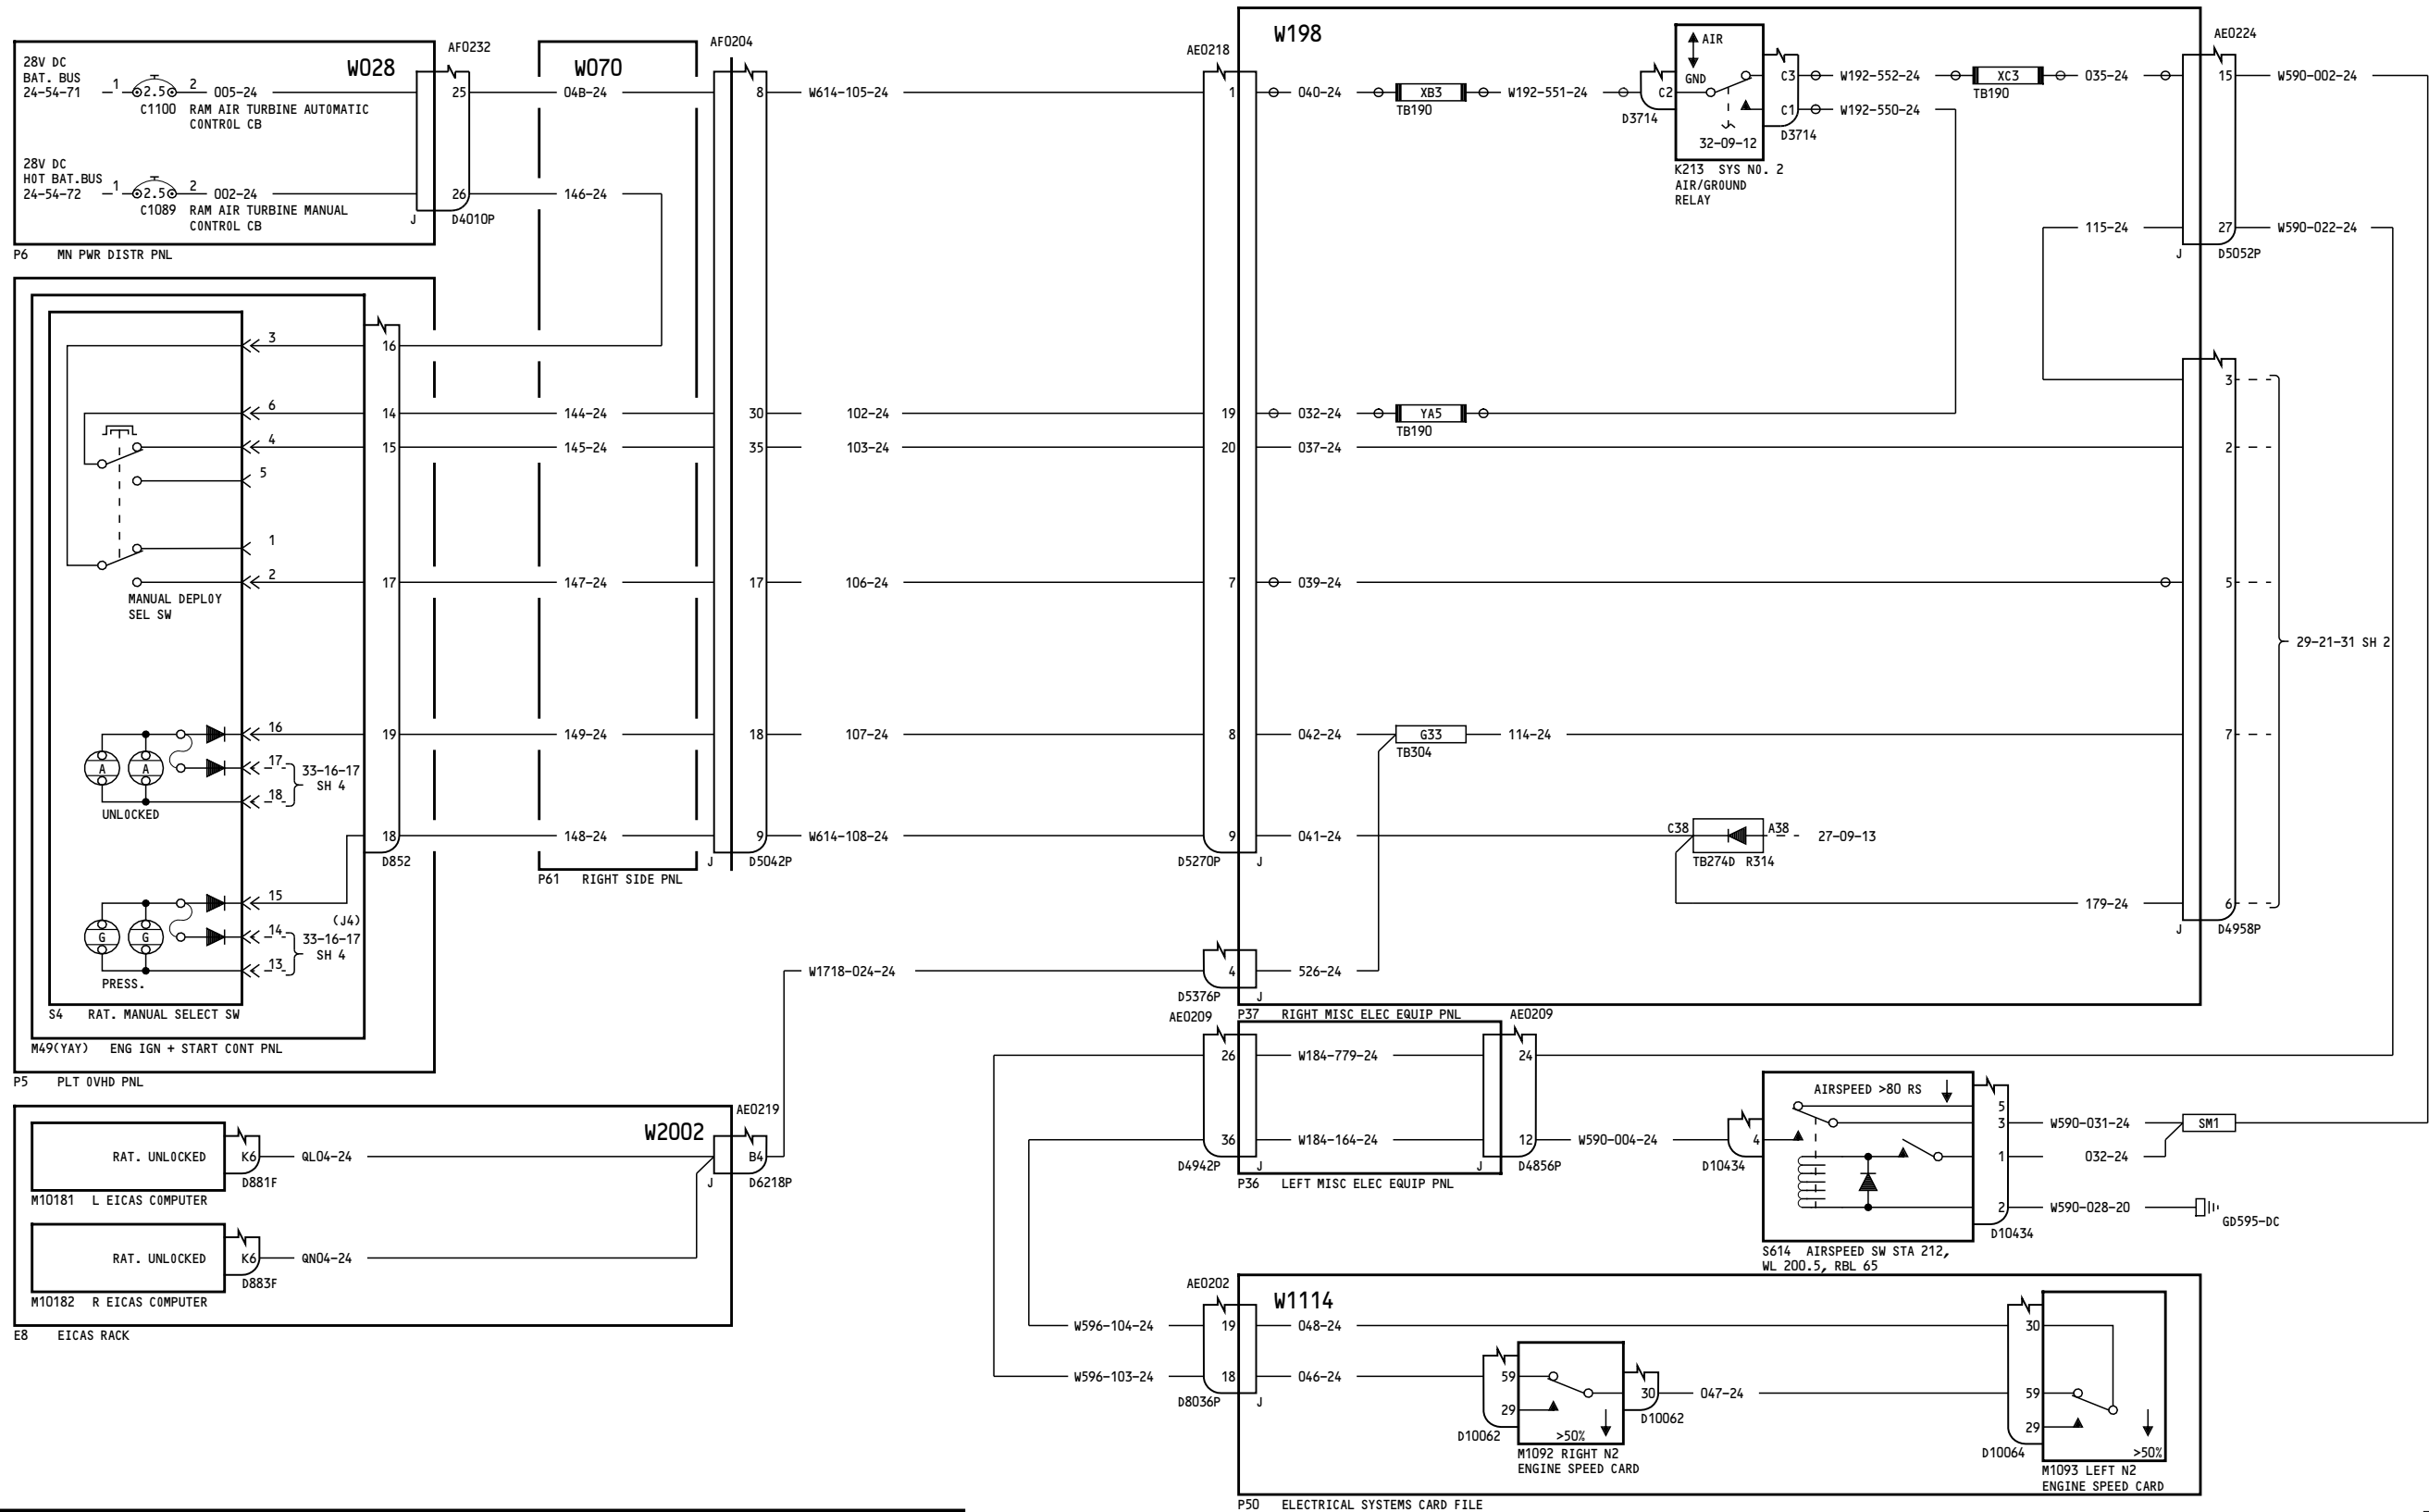 28V DC
BAT. BUS
24-54-71
1
2.5
2
005-24
C1100 RAM AIR TURBINE AUTOMATIC
CONTROL CB
W028
AF0232
25
28V DC
HOT BAT.BUS
24-54-72
1
2.5
2
002-24
C1089 RAM AIR TURBINE MANUAL
CONTROL CB
26
J
D4010P
P6 MN PWR DISTR PNL
W070
04B-24
146-24
AF0204
8
W614-105-24
3
16
6
14
144-24
30
102-24
4
15
145-24
35
103-24
5
1
2
17
147-24
17
106-24
MANUAL DEPLOY
SEL SW
16
19
149-24
18
107-24
17
33-16-17
SH 4
18
A
A
UNLOCKED
18
148-24
9
W614-108-24
D852
J
D5042P
P61 RIGHT SIDE PNL
15
(J4)
14
33-16-17
SH 4
13
G
G
PRESS.
S4 RAT. MANUAL SELECT SW
M49(YAY) ENG IGN + START CONT PNL
P5 PLT OVHD PNL
W2002
AE0219
RAT. UNLOCKED
K6
QL04-24
B4
D881F
J
D6218P
M10181 L EICAS COMPUTER
RAT. UNLOCKED
K6
QN04-24
D883F
M10182 R EICAS COMPUTER
E8 EICAS RACK
W1718-024-24
W198
AE0218
1
040-24
XB3
TB190
W192-551-24
C2
D3714
AIR
GND
32-09-12
K213 SYS NO. 2
AIR/GROUND
RELAY
C3
W192-552-24
C1
W192-550-24
D3714
XC3
TB190
035-24
AE0224
15
W590-002-24
115-24
27
W590-022-24
J
D5052P
3
19
032-24
YA5
TB190
20
037-24
2
7
039-24
5
29-21-31 SH 2
8
042-24
G33
TB304
114-24
7
9
041-24
C38
A38
27-09-13
TB274D R314
D5270P
J
179-24
6
J
D4958P
4
526-24
D5376P
J
P37 RIGHT MISC ELEC EQUIP PNL
AE0209
AE0209
26
W184-779-24
24
36
W184-164-24
12
W590-004-24
D4942P
J
J
D4856P
P36 LEFT MISC ELEC EQUIP PNL
AIRSPEED >80 RS
4
D10434
5
3
W590-031-24
SM1
1
032-24
2
W590-028-20
GD595-DC
D10434
S614 AIRSPEED SW STA 212,
WL 200.5, RBL 65
AE0202
W1114
W596-104-24
19
048-24
30
W596-103-24
18
046-24
59
29
30
047-24
59
29
D8036P
J
D10062
>50%
D10062
M1092 RIGHT N2
ENGINE SPEED CARD
D10064
>50%
M1093 LEFT N2
ENGINE SPEED CARD
P50 ELECTRICAL SYSTEMS CARD FILE